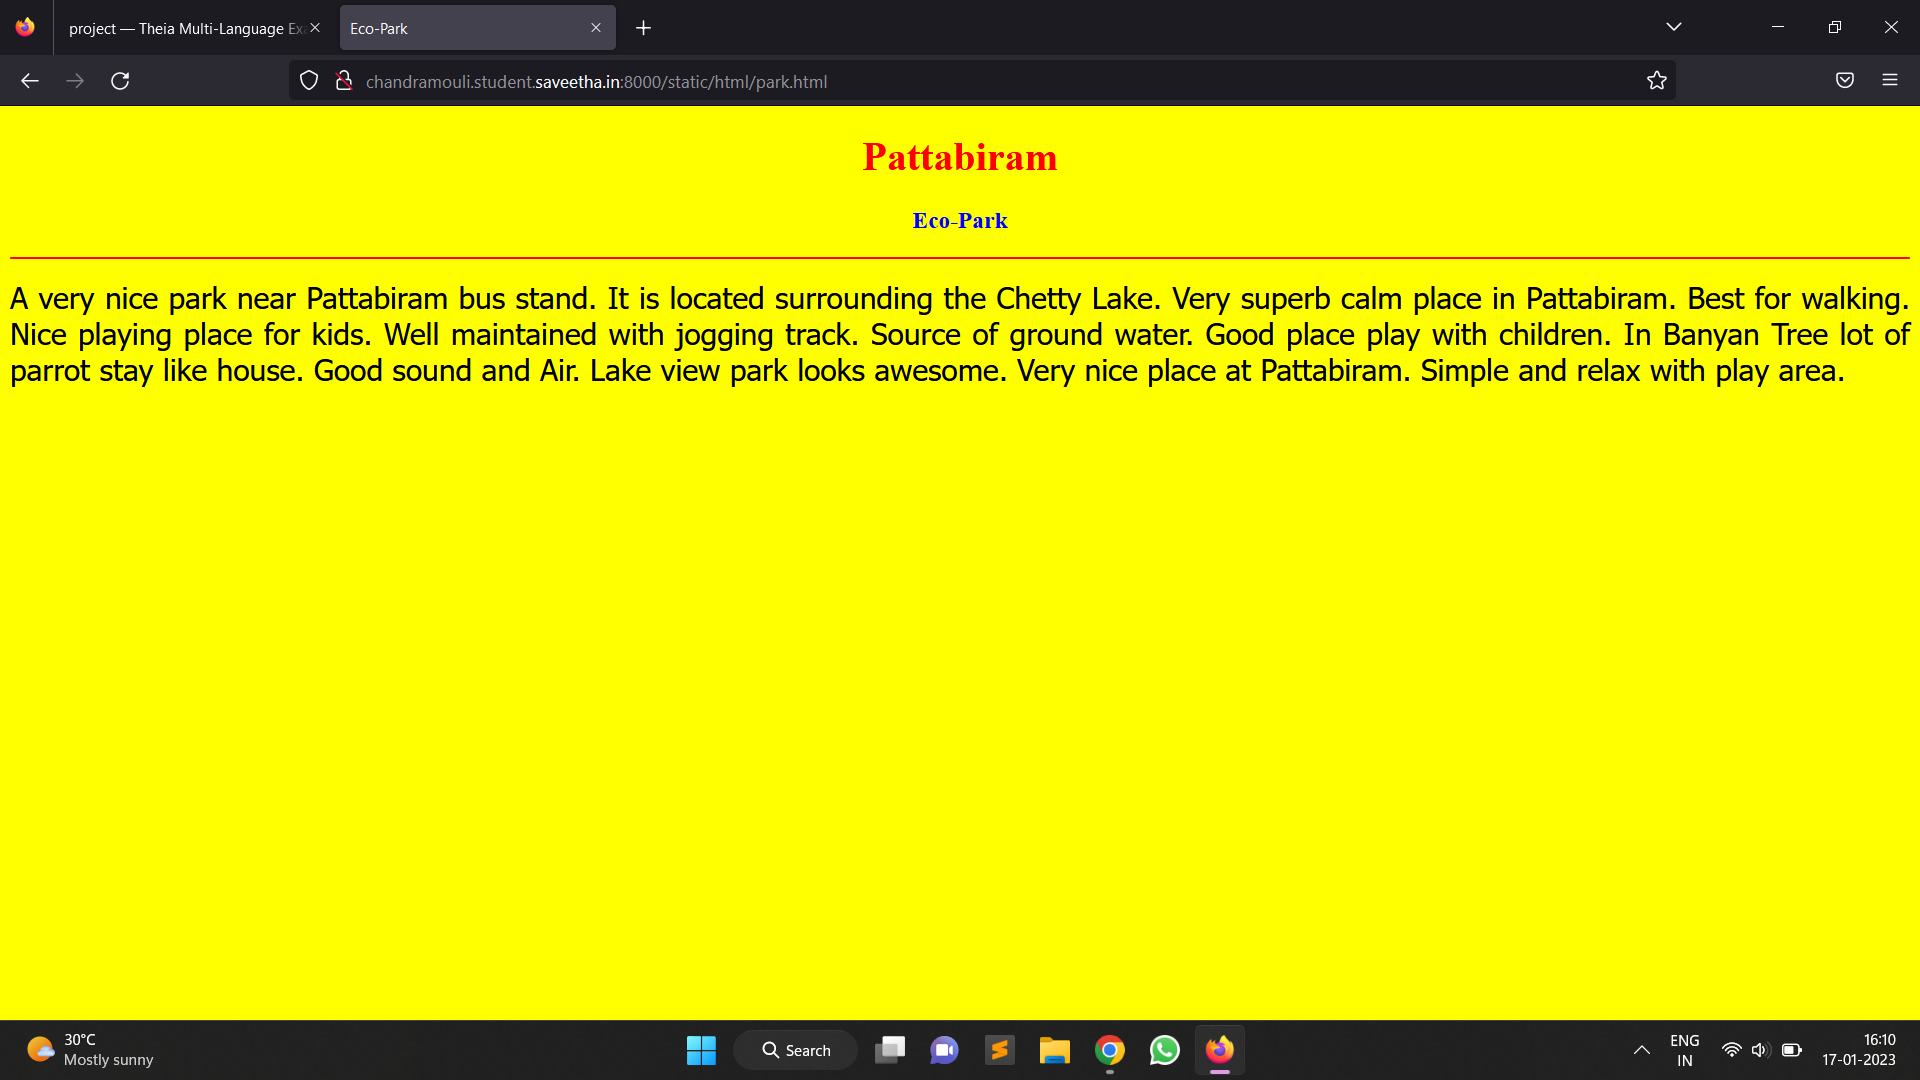 project — Theia Multi-Language Ex
Eco-Park
chandramouli.student.saveetha.in:8000/static/html/park.html
Pattabiram
Eco-Park
A very nice park near Pattabiram bus stand. It is located surrounding the Chetty Lake. Very superb calm place in Pattabiram. Best for walking.
Nice playing place for kids. Well maintained with jogging track. Source of ground water. Good place play with children. In Banyan Tree lot of
parrot stay like house. Good sound and Air. Lake view park looks awesome. Very nice place at Pattabiram. Simple and relax with play area.
30°C
Mostly sunny
Search
ENG
IN
16:10
17-01-2023